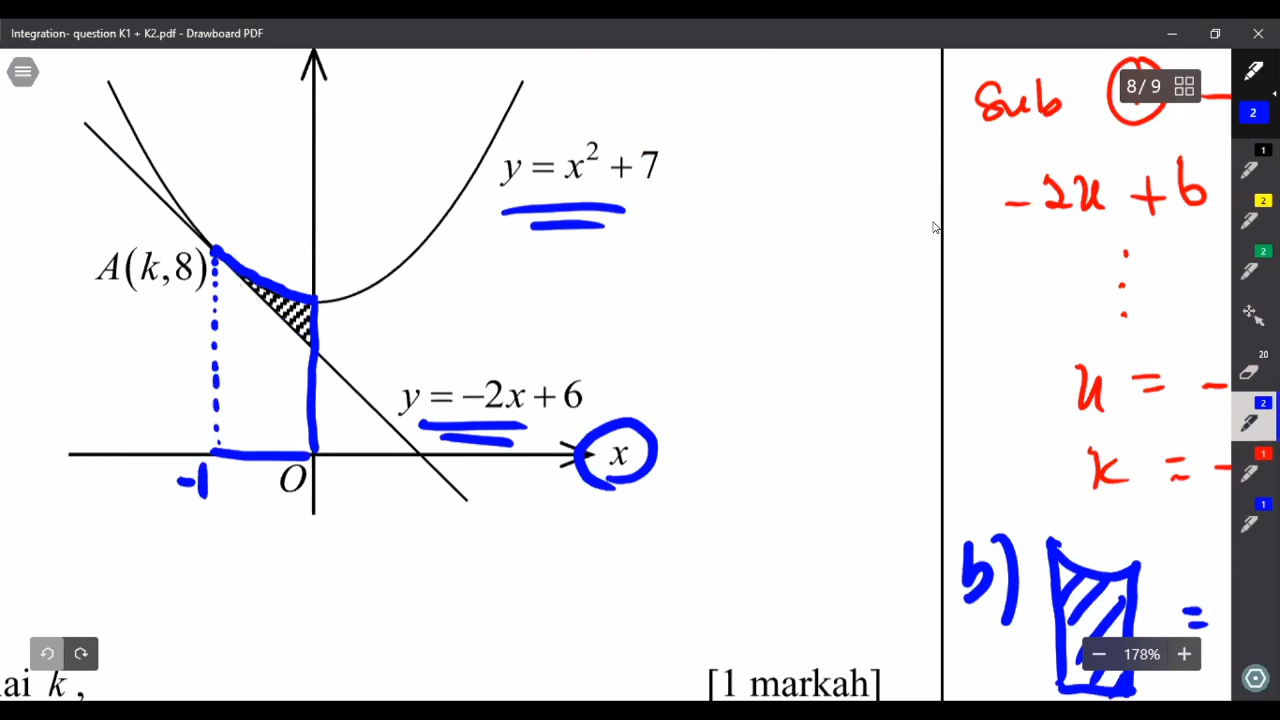 Integration- question K1 + K2.pdf - Drawboard PDF
8 / 9
Sub
y = x² + 7
-2x + 6
A(k,8)
y = -2x + 6
x
-1
O
x = -
k = -
b)
=
178%
ai k ,
[1 markah]
2
1
2
2
20
2
1
1